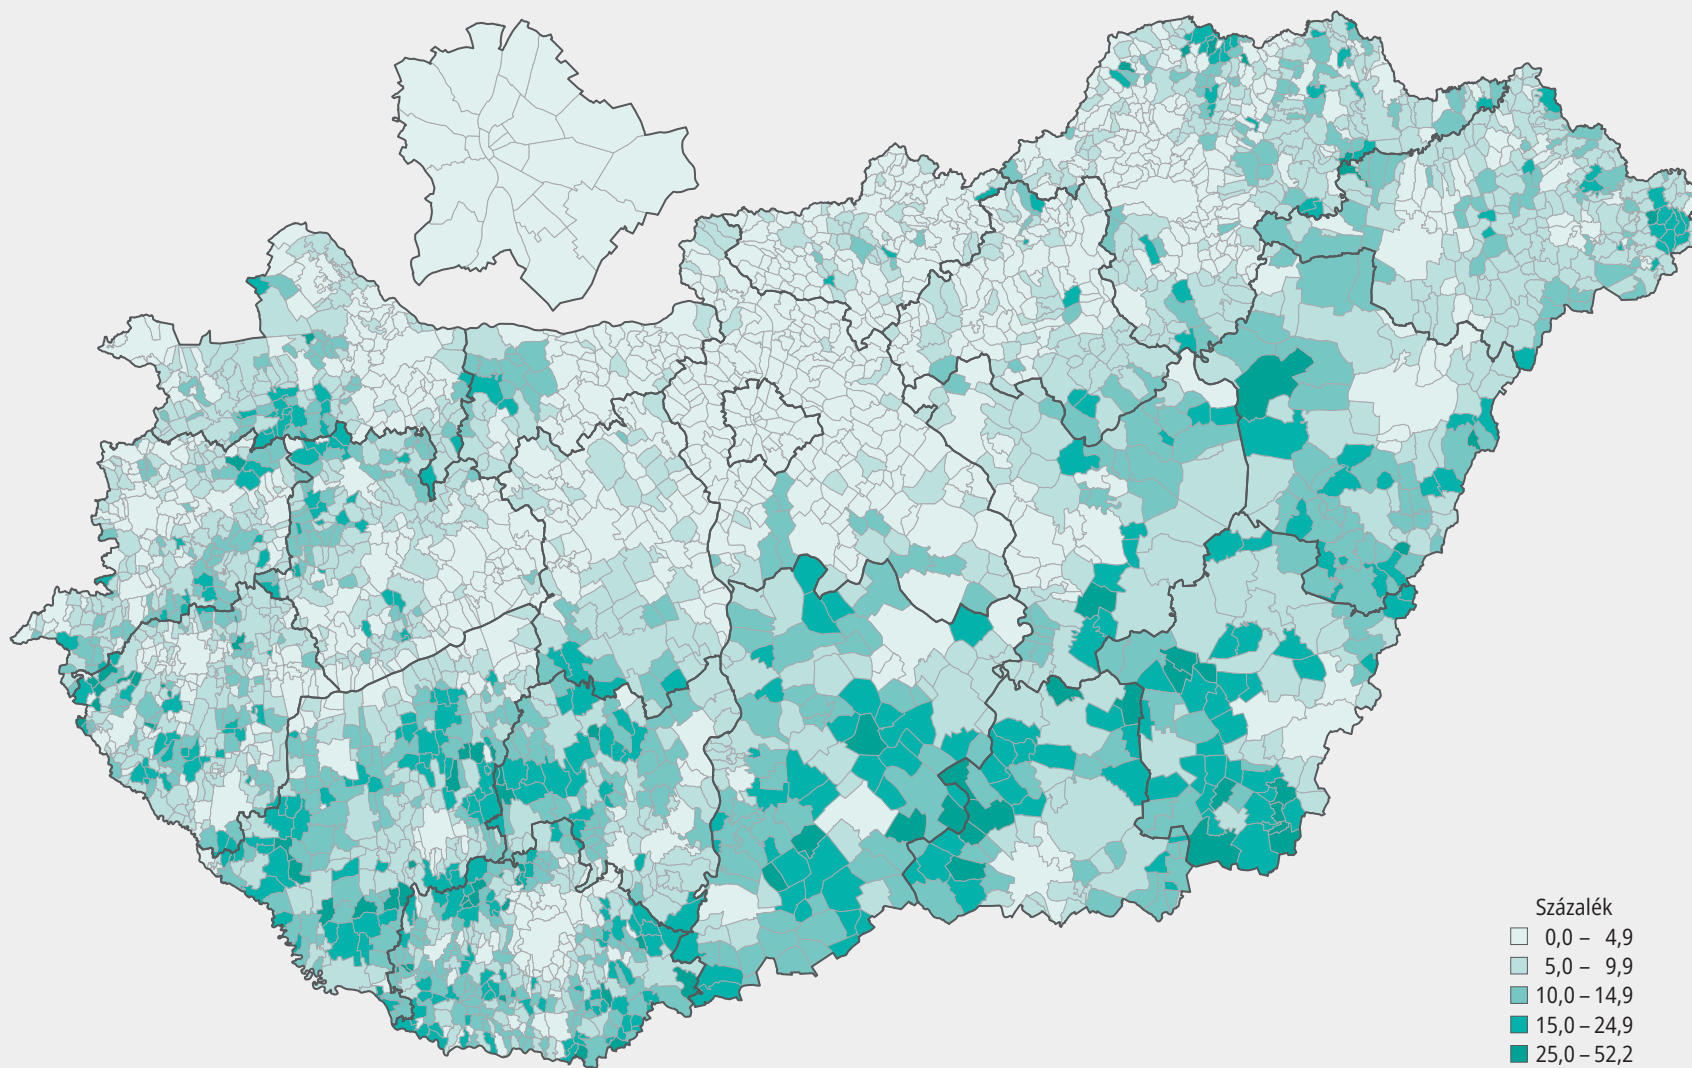 Százalék
0,0 – 4,9
5,0 – 9,9
10,0 – 14,9
15,0 – 24,9
25,0 – 52,2